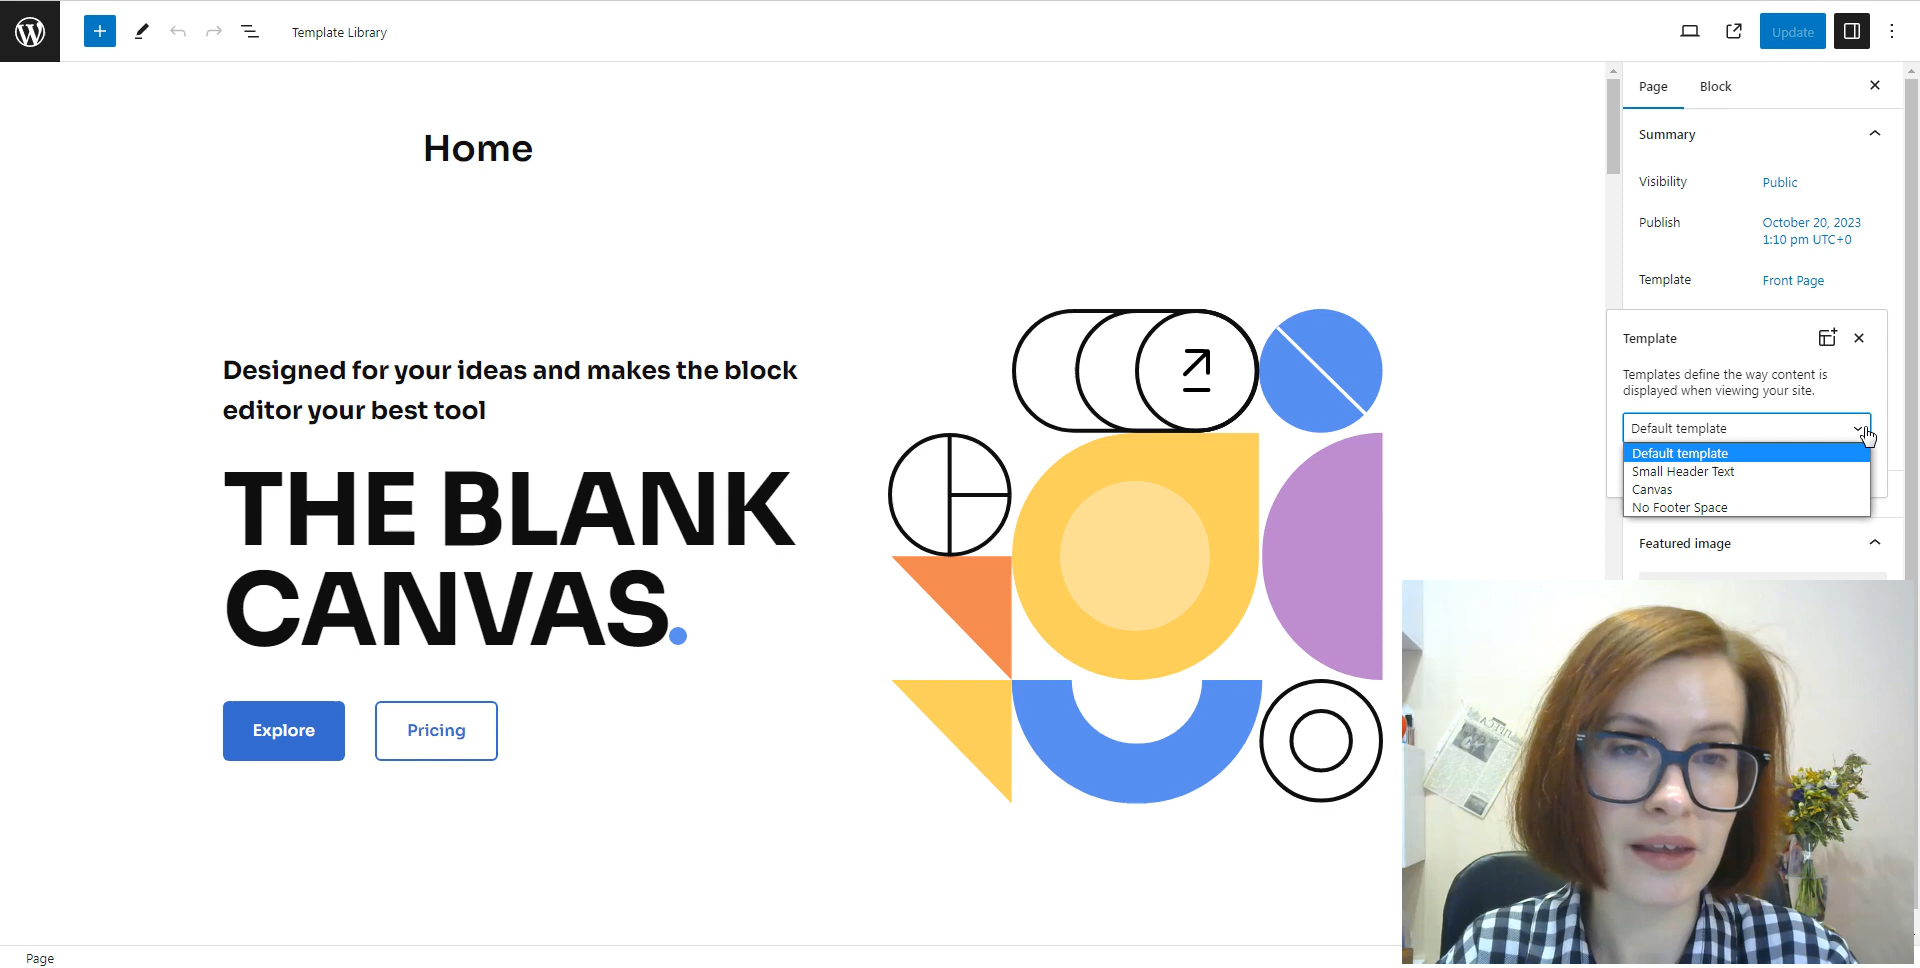 Template Library
Update
Page
Block
Summary
Visibility
Public
Publish
October 20, 2023
1:10 pm UTC+0
Template
Front Page
Template
Templates define the way content is
displayed when viewing your site.
Default template
Default template
Small Header Text
Canvas
No Footer Space
Featured image
Home
Designed for your ideas and makes the block
editor your best tool
THE BLANK
CANVAS.
Explore
Pricing
Page